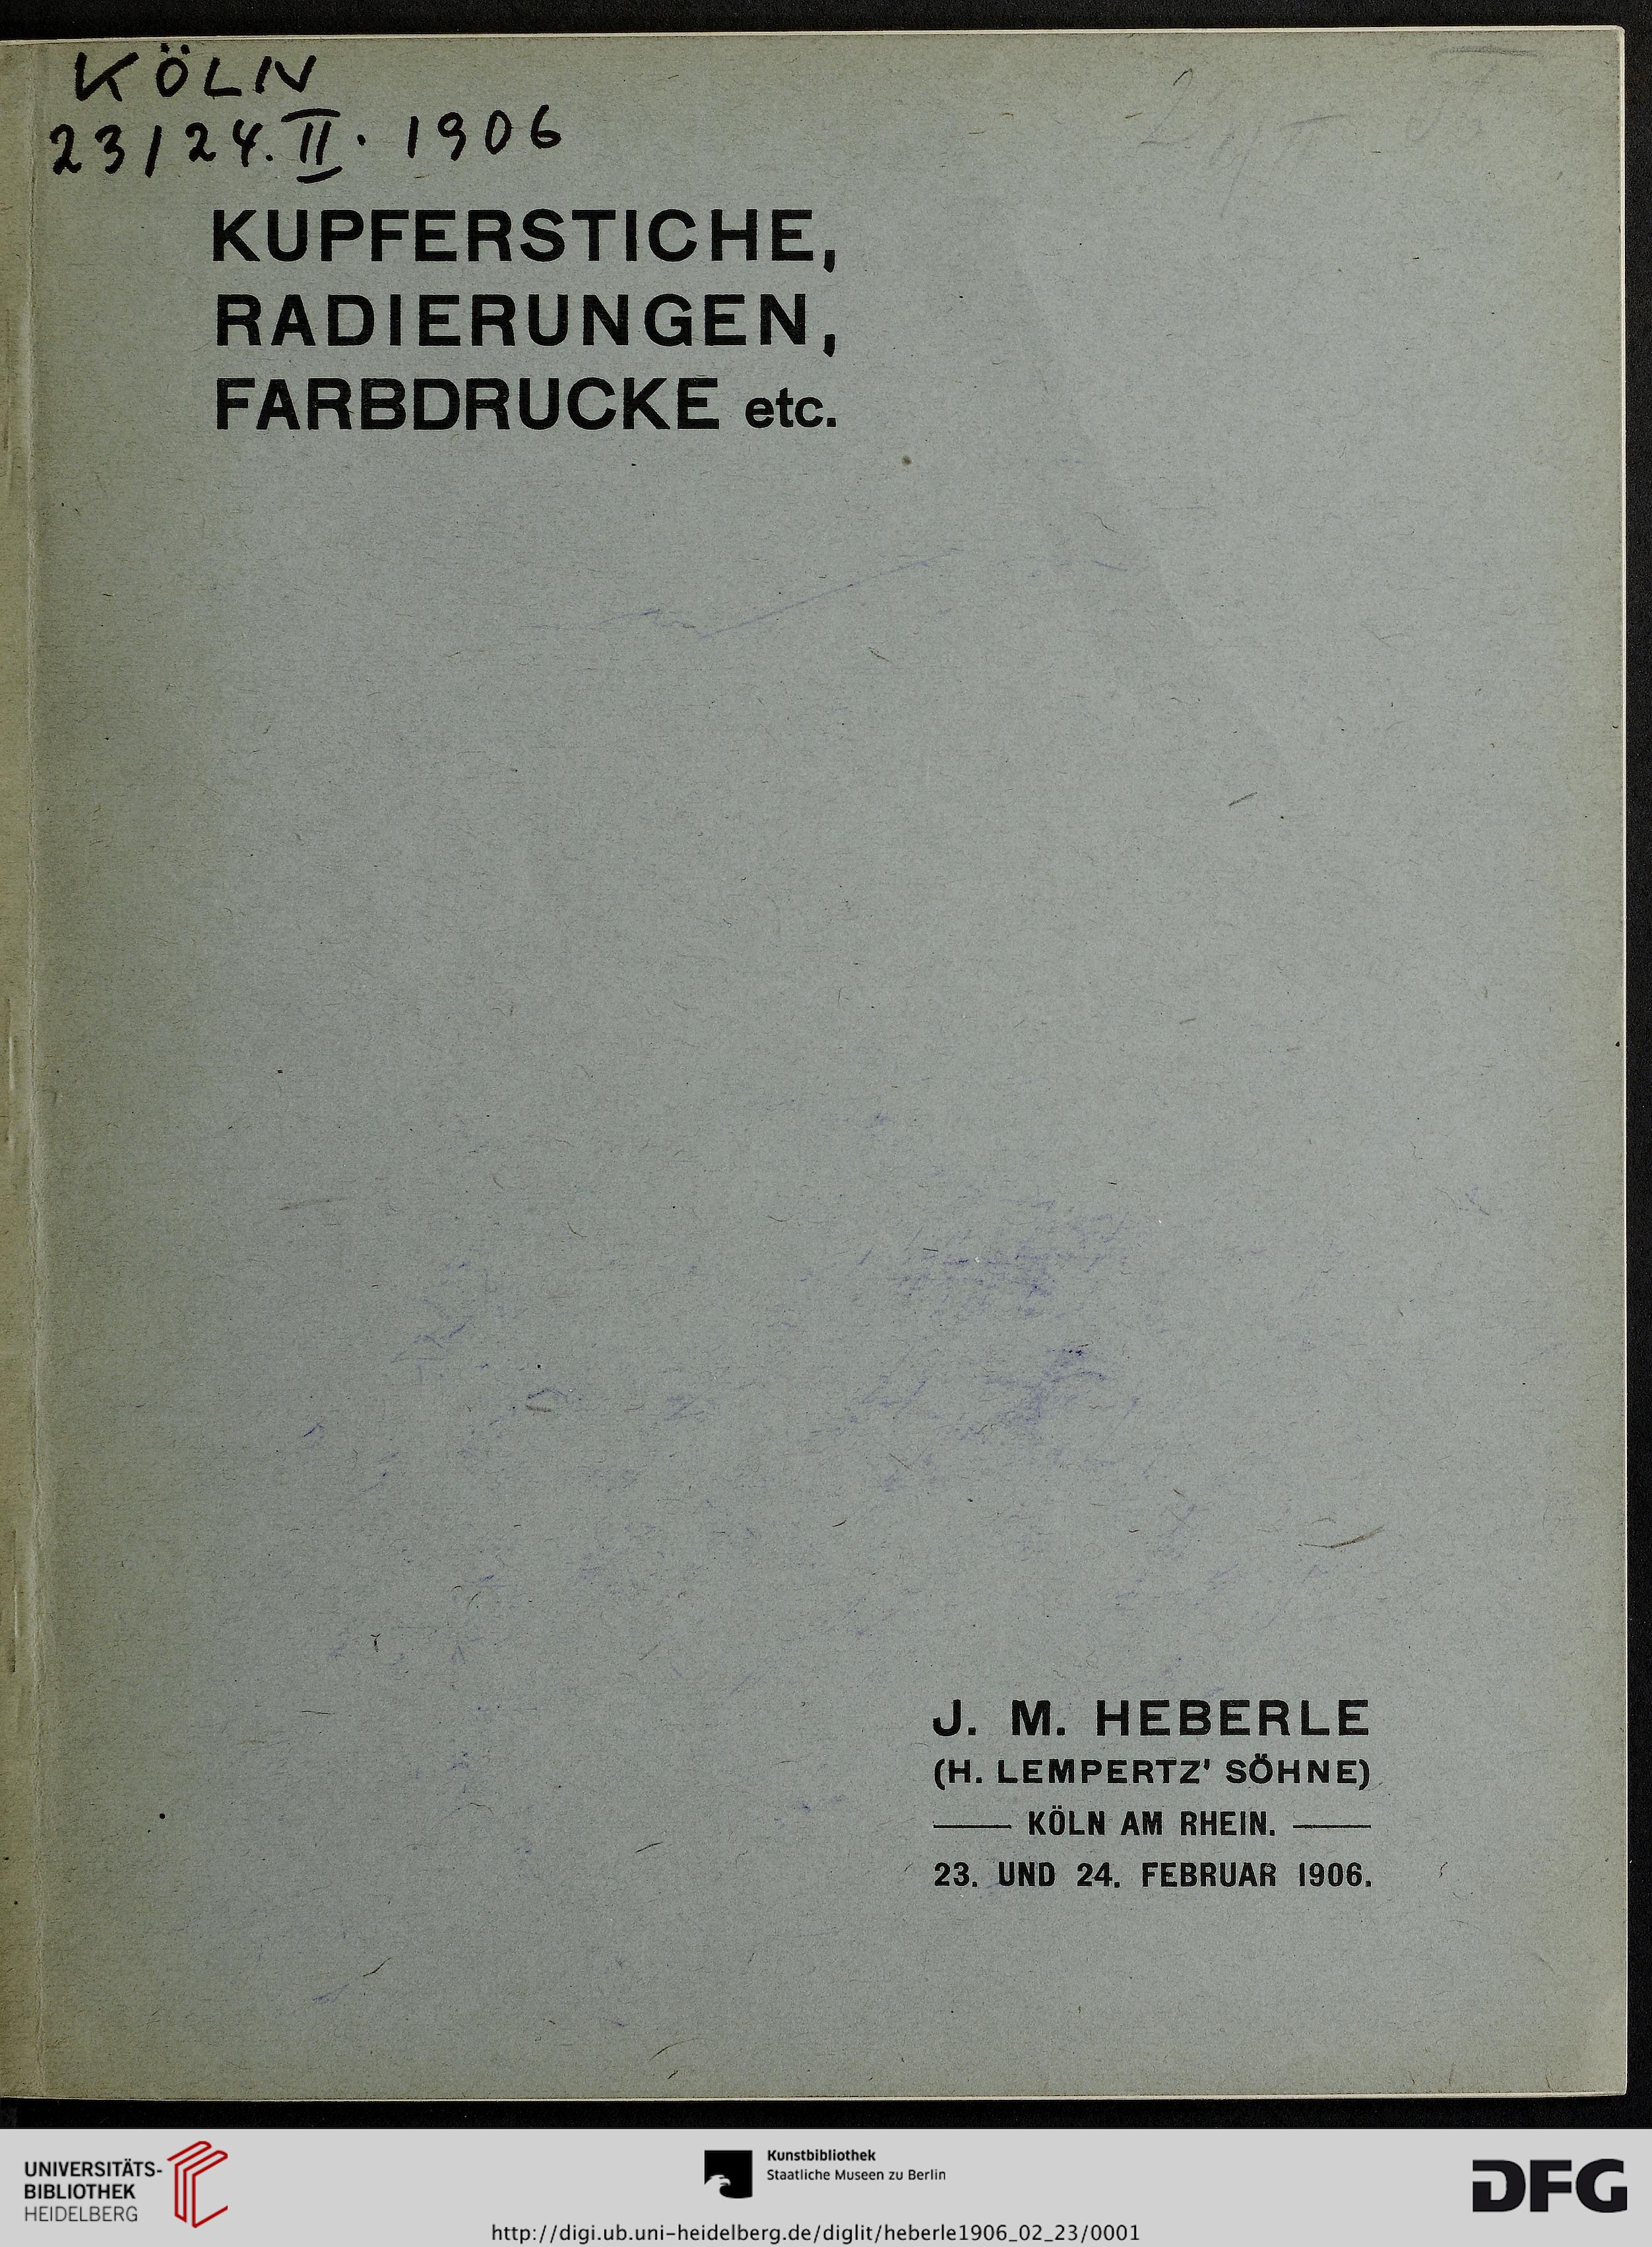 KÖLN
23/24.II. 1906
KUPFERSTICHE,
RADIERUNGEN,
FARBDRUCKE etc.
J. M. HEBERLE
(H. LEMPERTZ' SÖHNE)
KÖLN AM RHEIN.
23. UND 24. FEBRUAR 1906.
UNIVERSITÄTS-
BIBLIOTHEK
HEIDELBERG
Kunstbibliothek
Staatliche Museen zu Berlin
DFG
http://digi.ub.uni-heidelberg.de/diglit/heberle1906_02_23/0001